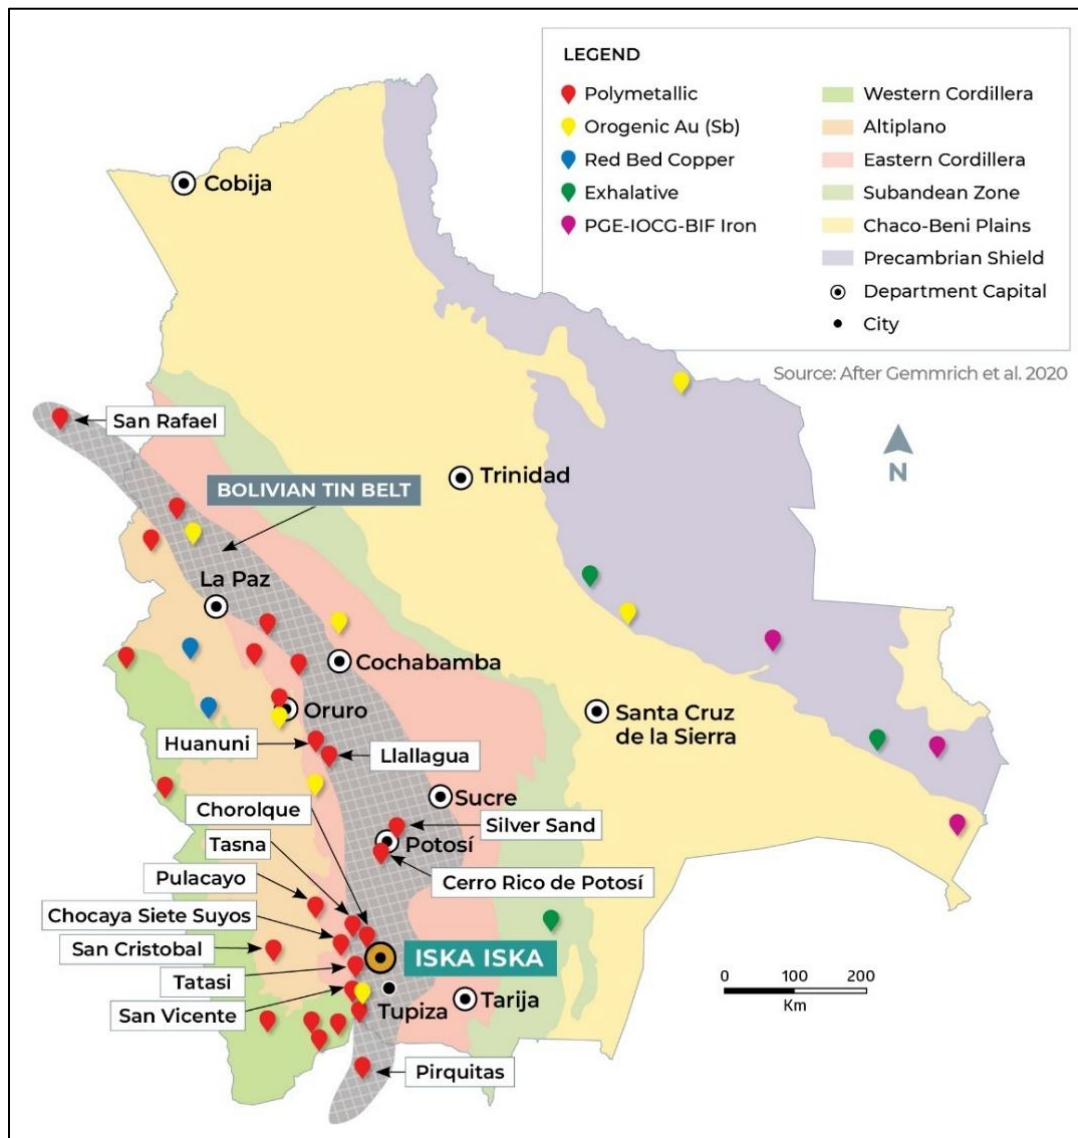 LEGEND
Polymetallic
Orogenic Au (Sb)
Red Bed Copper
Exhalative
PGE-IOCG-BIF Iron
Western Cordillera
Altiplano
Eastern Cordillera
Subandean Zone
Chaco-Beni Plains
Precambrian Shield
Department Capital
City
Source: After Gemmrich et al. 2020
N
Cobija
San Rafael
Trinidad
BOLIVIAN TIN BELT
La Paz
Cochabamba
Oruro
Santa Cruz
de la Sierra
Huanuni
Llallagua
Chorolque
Sucre
Silver Sand
Tasna
Potosí
Pulacayo
Cerro Rico de Potosí
Chocaya Siete Suyos
San Cristobal
ISKA ISKA
Tatasi
San Vicente
Tupiza
Tarija
0 100 200
Km
Pirquitas